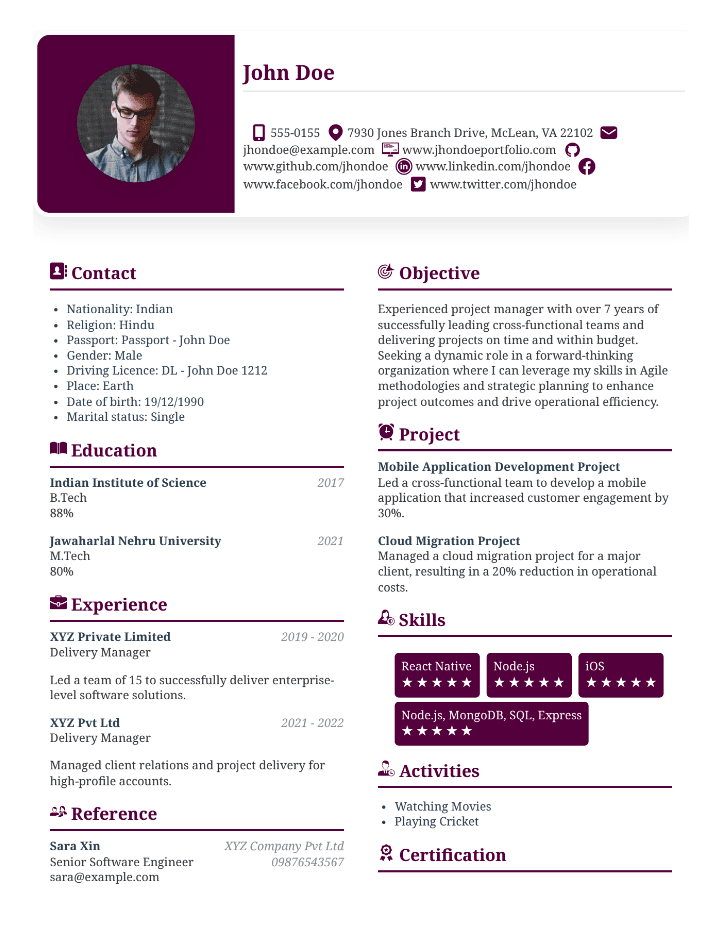 John Doe
555-0155 7930 Jones Branch Drive, McLean, VA 22102
jhondoe@example.com www.jhondoeportfolio.com
www.github.com/jhondoe www.linkedin.com/jhondoe
www.facebook.com/jhondoe www.twitter.com/jhondoe
Contact
• Nationality: Indian
• Religion: Hindu
• Passport: Passport - John Doe
• Gender: Male
• Driving Licence: DL - John Doe 1212
• Place: Earth
• Date of birth: 19/12/1990
• Marital status: Single
Education
Indian Institute of Science 2017
B.Tech
88%
Jawaharlal Nehru University 2021
M.Tech
80%
Experience
XYZ Private Limited 2019 - 2020
Delivery Manager
Led a team of 15 to successfully deliver enterprise-
level software solutions.
XYZ Pvt Ltd 2021 - 2022
Delivery Manager
Managed client relations and project delivery for
high-profile accounts.
Reference
Sara Xin XYZ Company Pvt Ltd
Senior Software Engineer 09876543567
sara@example.com
Objective
Experienced project manager with over 7 years of
successfully leading cross-functional teams and
delivering projects on time and within budget.
Seeking a dynamic role in a forward-thinking
organization where I can leverage my skills in Agile
methodologies and strategic planning to enhance
project outcomes and drive operational efficiency.
Project
Mobile Application Development Project
Led a cross-functional team to develop a mobile
application that increased customer engagement by
30%.
Cloud Migration Project
Managed a cloud migration project for a major
client, resulting in a 20% reduction in operational
costs.
Skills
React Native Node.js iOS
★★★★★ ★★★★★ ★★★★★
Node.js, MongoDB, SQL, Express
★★★★★
Activities
• Watching Movies
• Playing Cricket
Certification